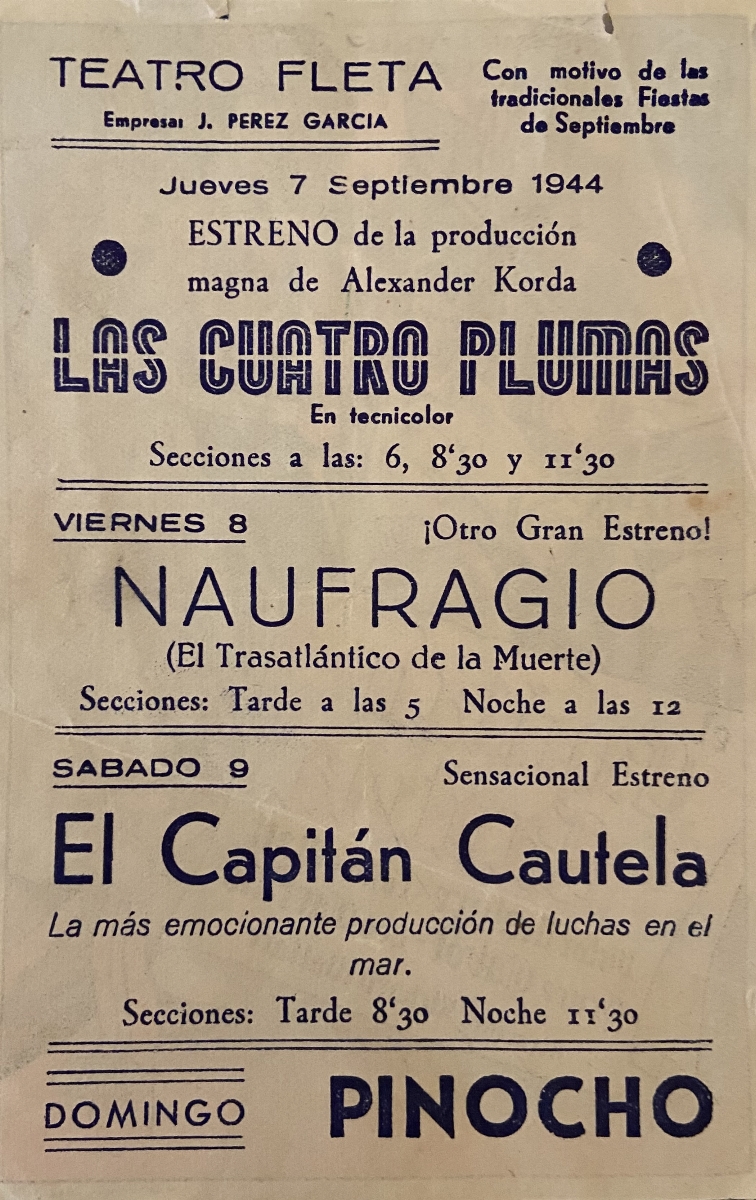 TEATRO FLETA
Empresa: J. PEREZ GARCIA
Con motivo de las
tradicionales Fiestas
de Septiembre
Jueves 7 Septiembre 1944
ESTRENO de la producción
magna de Alexander Korda
LAS CUATRO PLUMAS
En tecnicolor
Secciones a las: 6, 8‘30 y 11‘30
VIERNES 8 ¡Otro Gran Estreno!
NAUFRAGIO
(El Trasatlántico de la Muerte)
Secciones: Tarde a las 5 Noche a las 12
SABADO 9 Sensacional Estreno
El Capitán Cautela
La más emocionante producción de luchas en el
mar.
Secciones: Tarde 8‘30 Noche 11‘30
DOMINGO PINOCHO